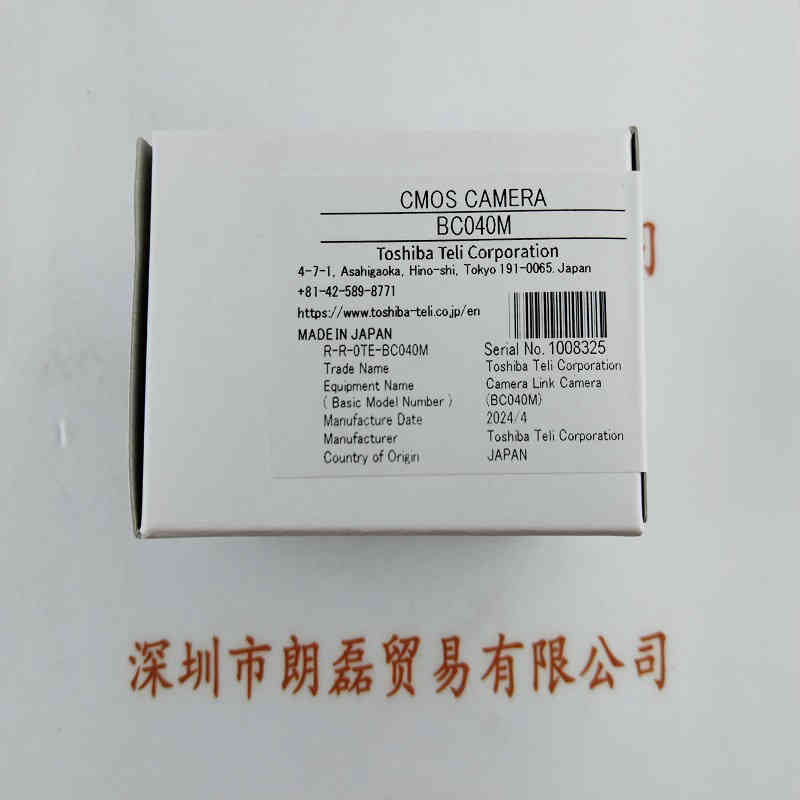 CMOS CAMERA
BC040M
Toshiba Teli Corporation
4-7-1, Asahigaoka, Hino-shi, Tokyo 191-0065. Japan
+81-42-589-8771
https://www.toshiba-teli.co.jp/en
MADE IN JAPAN
R-R-0TE-BC040M Serial No. 1008325
Trade Name Toshiba Teli Corporation
Equipment Name Camera Link Camera
( Basic Model Number ) (BC040M)
Manufacture Date 2024/4
Manufacturer Toshiba Teli Corporation
Country of Origin JAPAN
司
深圳市朗磊贸易有限公司